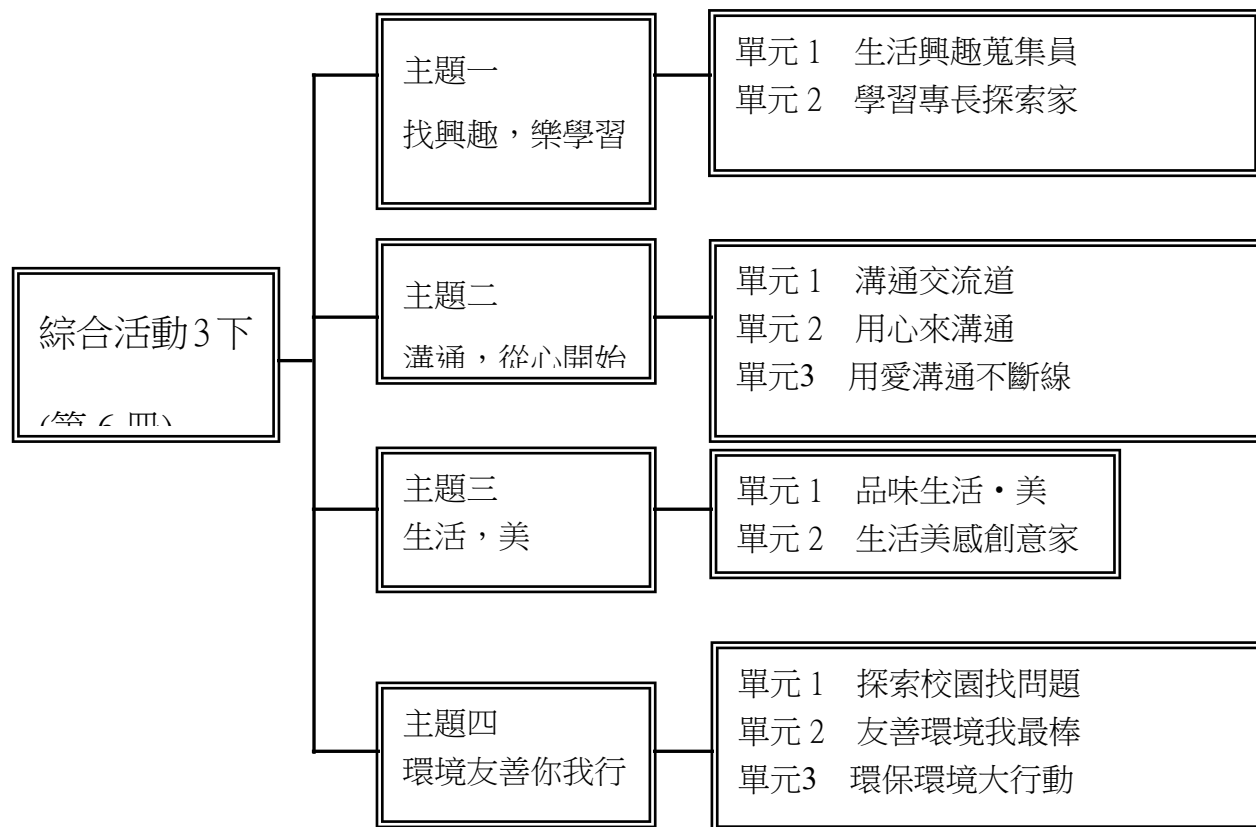 綜合活動3下
(第 6 冊)
主題一
找興趣，樂學習
單元 1　生活興趣蒐集員
單元 2　學習專長探索家
主題二
溝通，從心開始
單元 1　溝通交流道
單元 2　用心來溝通
單元3　用愛溝通不斷線
主題三
生活，美
單元 1　品味生活・美
單元 2　生活美感創意家
主題四
環境友善你我行
單元 1　探索校園找問題
單元 2　友善環境我最棒
單元3　環保環境大行動